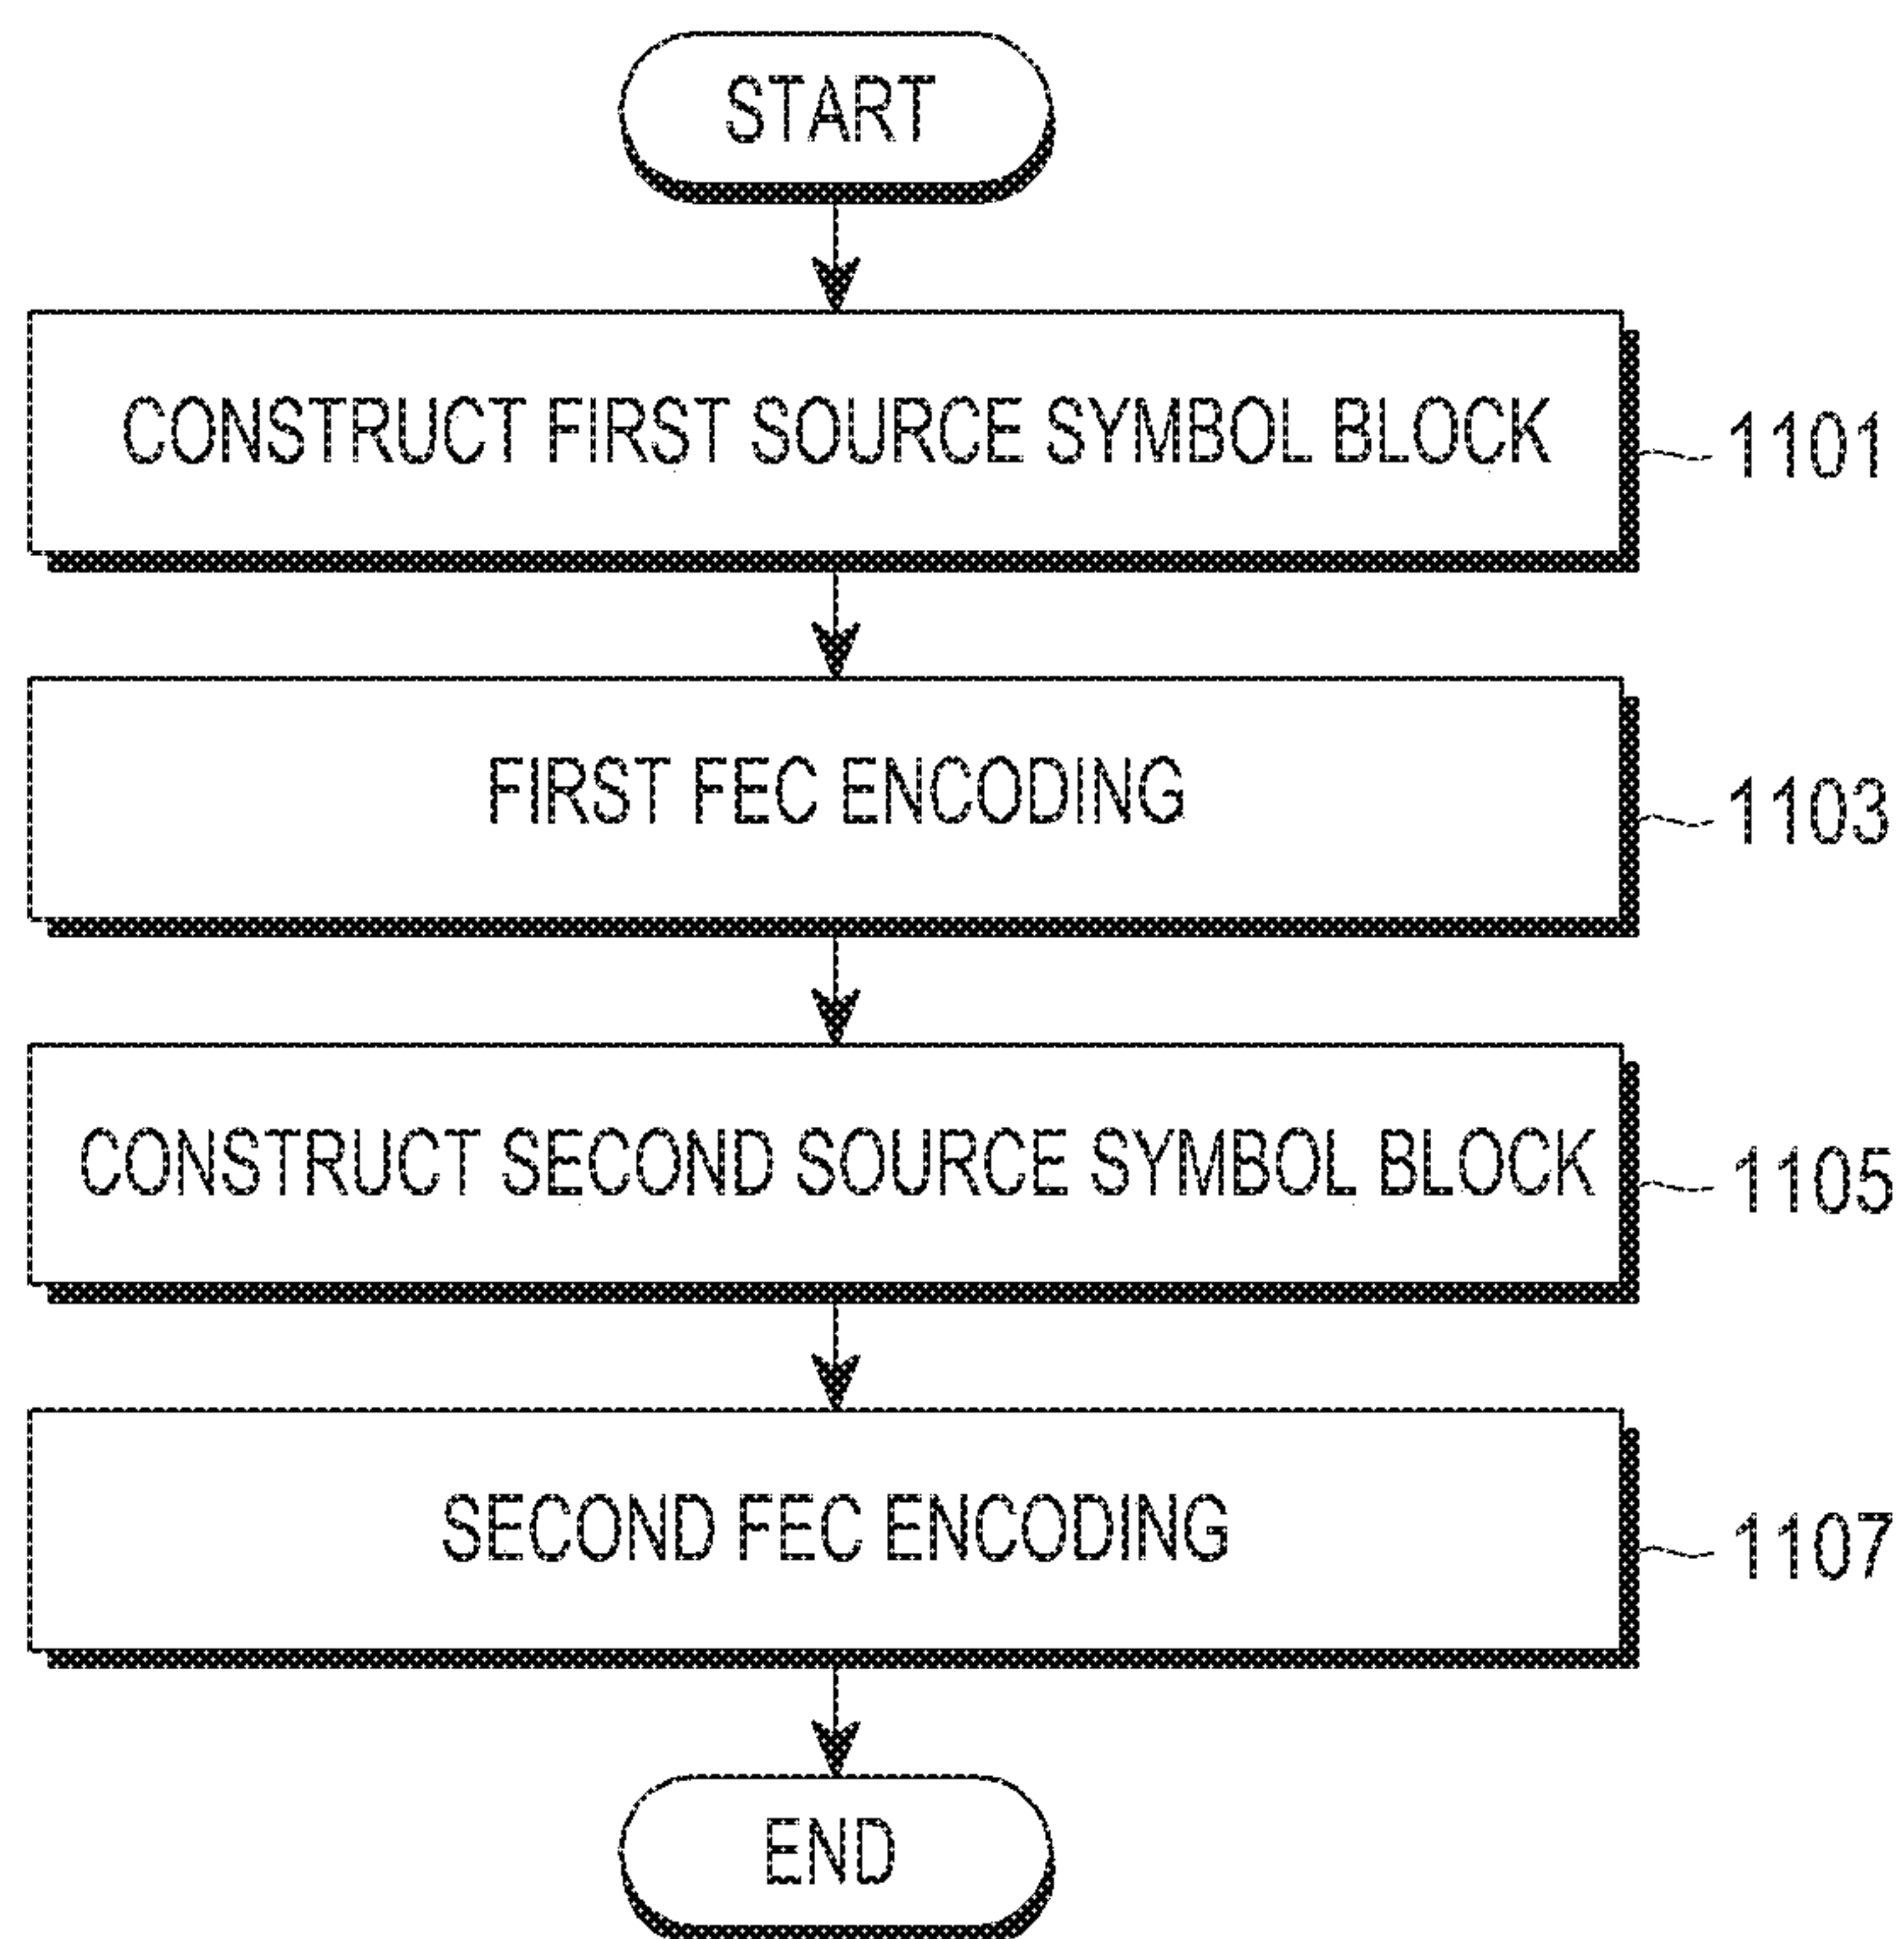 START
CONSTRUCT FIRST SOURCE SYMBOL BLOCK
1101
FIRST FEC ENCODING
1103
CONSTRUCT SECOND SOURCE SYMBOL BLOCK
1105
SECOND FEC ENCODING
1107
END